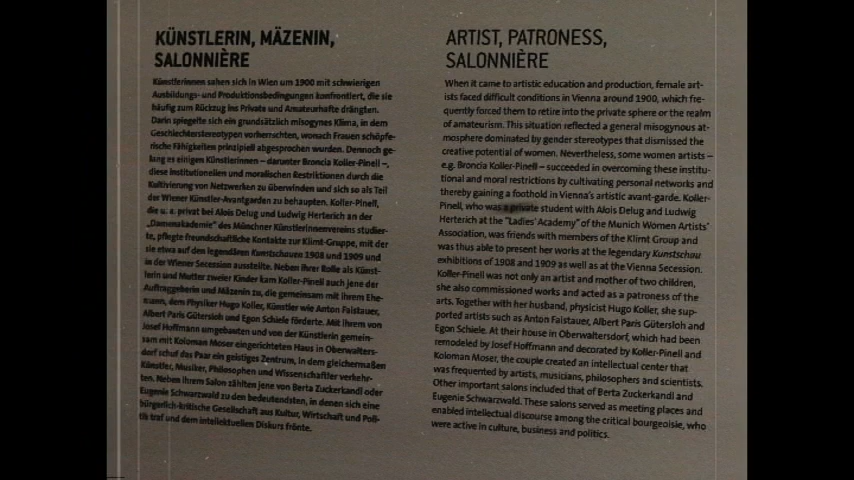 KÜNSTLERIN, MÄZENIN,
SALONNIÈRE
Künstlerinnen sahen sich in Wien um 1900 mit schwierigen
Ausbildungs- und Produktionsbedingungen konfrontiert, die sie
häufig zum Rückzug ins Private und Amateurhafte drängten.
Darin spiegelte sich ein grundsätzlich misogynes Klima, in dem
Geschlechterstereotypen vorherrschten, wonach Frauen schöpfe-
rische Fähigkeiten prinzipiell abgesprochen wurden. Dennoch ge-
lang es einigen Künstlerinnen – darunter Broncia Koller-Pinell –,
diese institutionellen und moralischen Restriktionen durch die
Kultivierung von Netzwerken zu überwinden und sich so als Teil
der Wiener Künstler-Avantgarden zu behaupten. Koller-Pinell,
die u. a. privat bei Alois Delug und Ludwig Herterich an der
„Damenakademie“ des Münchner Künstlerinnenvereins studier-
te, pflegte freundschaftliche Kontakte zur Klimt-Gruppe, mit der
sie etwa auf den legendären Kunstschauen 1908 und 1909 und
in der Wiener Secession ausstellte. Neben ihrer Rolle als Künst-
lerin und Mutter zweier Kinder kam Koller-Pinell auch jene der
Auftraggeberin und Mäzenin zu, die gemeinsam mit ihrem Ehe-
mann, dem Physiker Hugo Koller, Künstler wie Anton Faistauer,
Albert Paris Gütersloh und Egon Schiele förderte. Mit ihrem von
Josef Hoffmann umgebauten und von der Künstlerin gemein-
sam mit Koloman Moser eingerichteten Haus in Oberwalters-
dorf schuf das Paar ein geistiges Zentrum, in dem gleichermaßen
Künstler, Musiker, Philosophen und Wissenschaftler verkehr-
ten. Neben ihrem Salon zählten jene von Berta Zuckerkandl oder
Eugenie Schwarzwald zu den bedeutendsten, in denen sich eine
bürgerlich-kritische Gesellschaft aus Kultur, Wirtschaft und Poli-
tik traf und dem intellektuellen Diskurs frönte.
ARTIST, PATRONESS,
SALONNIÈRE
When it came to artistic education and production, female art-
ists faced difficult conditions in Vienna around 1900, which fre-
quently forced them to retire into the private sphere or the realm
of amateurism. This situation reflected a general misogynous at-
mosphere dominated by gender stereotypes that dismissed the
creative potential of women. Nevertheless, some women artists –
e.g. Broncia Koller-Pinell – succeeded in overcoming these institu-
tional and moral restrictions by cultivating personal networks and
thereby gaining a foothold in Vienna's artistic avant-garde. Koller-
Pinell, who was a private student with Alois Delug and Ludwig
Herterich at the "Ladies' Academy" of the Munich Women Artists'
Association, was friends with members of the Klimt Group and
was thus able to present her works at the legendary Kunstschau
exhibitions of 1908 and 1909 as well as at the Vienna Secession.
Koller-Pinell was not only an artist and mother of two children,
she also commissioned works and acted as a patroness of the
arts. Together with her husband, physicist Hugo Koller, she sup-
ported artists such as Anton Faistauer, Albert Paris Gütersloh and
Egon Schiele. At their house in Oberwaltersdorf, which had been
remodeled by Josef Hoffmann and decorated by Koller-Pinell and
Koloman Moser, the couple created an intellectual center that
was frequented by artists, musicians, philosophers and scientists.
Other important salons included that of Berta Zuckerkandl and
Eugenie Schwarzwald. These salons served as meeting places and
enabled intellectual discourse among the critical bourgeoisie, who
were active in culture, business and politics.